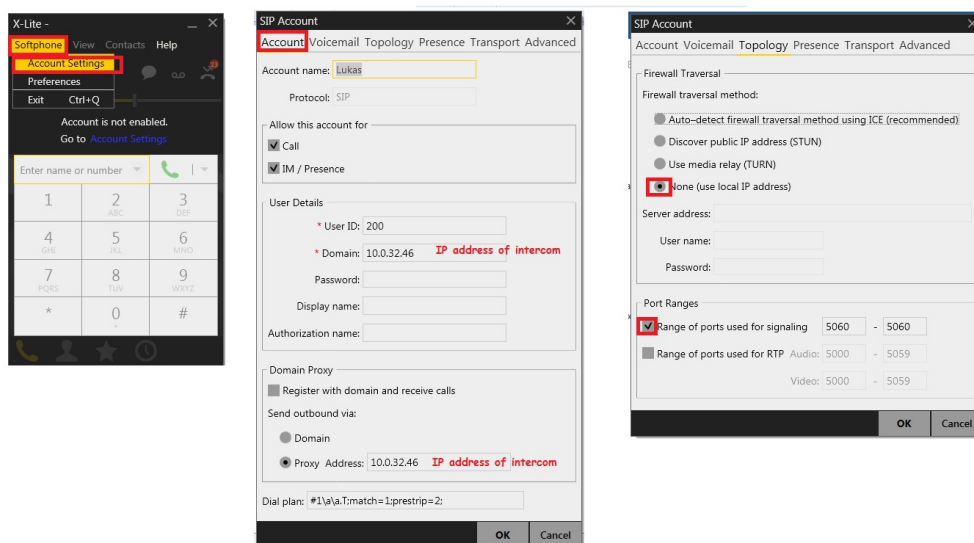 X-Lite -
Softphone View Contacts Help
Account Settings
Preferences
Exit Ctrl+Q
23
Account is not enabled.
Go to Account Settings
Enter name or number
1 2 3
ABC DEF
4 5 6
GHI JKL MNO
7 8 9
PQRS TUV WXYZ
* 0 #
+
SIP Account
Account Voicemail Topology Presence Transport Advanced
Account name: Lukas
Protocol: SIP
Allow this account for
Call
IM / Presence
User Details
* User ID: 200
* Domain: 10.0.32.46 IP address of intercom
Password:
Display name:
Authorization name:
Domain Proxy
Register with domain and receive calls
Send outbound via:
Domain
Proxy Address: 10.0.32.46 IP address of intercom
Dial plan: #1\a\a.T;match=1;prestrip=2;
OK Cancel
SIP Account
Account Voicemail Topology Presence Transport Advanced
Firewall Traversal
Firewall traversal method:
Auto-detect firewall traversal method using ICE (recommended)
Discover public IP address (STUN)
Use media relay (TURN)
None (use local IP address)
Server address:
User name:
Password:
Port Ranges
Range of ports used for signaling 5060 - 5060
Range of ports used for RTP Audio: 5000 - 5059
Video: 5000 - 5059
OK Cancel